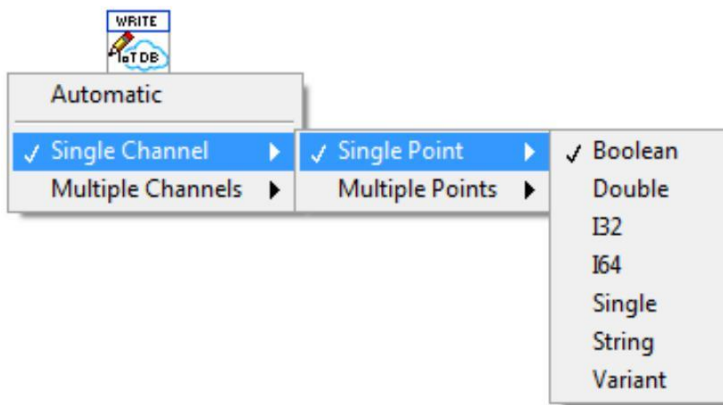 WRITE
IoTDB
Automatic
Single Channel
Multiple Channels
Single Point
Multiple Points
Boolean
Double
I32
I64
Single
String
Variant